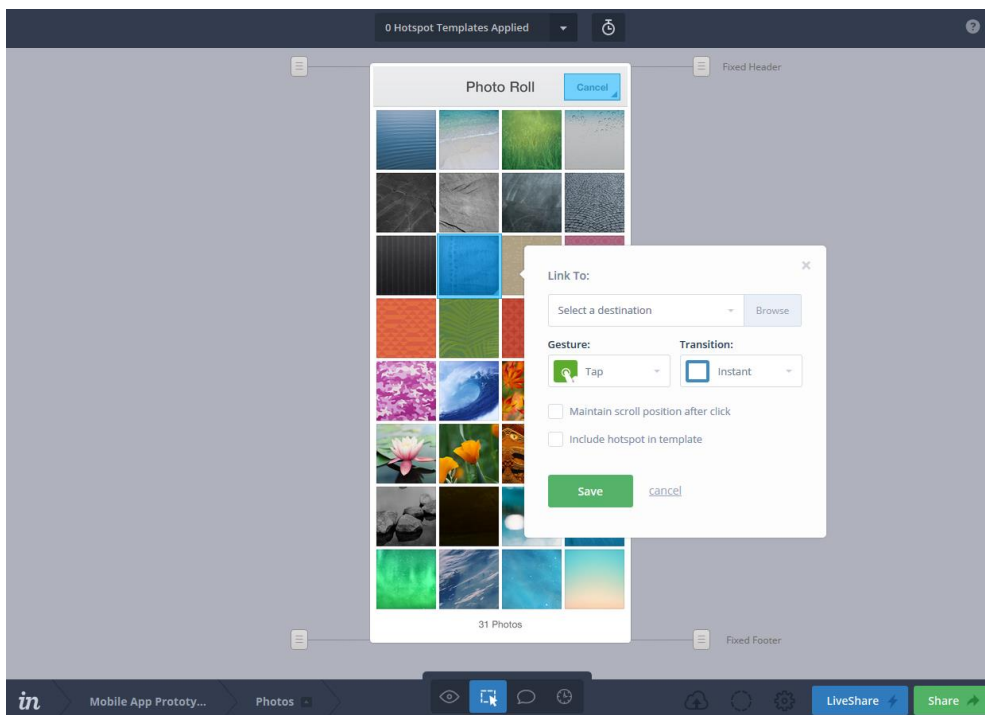 0 Hotspot Templates Applied
?
Fixed Header
Photo Roll
Cancel
Link To:
×
Select a destination
Browse
Gesture:
Transition:
Tap
Instant
Maintain scroll position after click
Include hotspot in template
Save
cancel
31 Photos
Fixed Footer
in
Mobile App Prototy...
Photos
LiveShare
Share